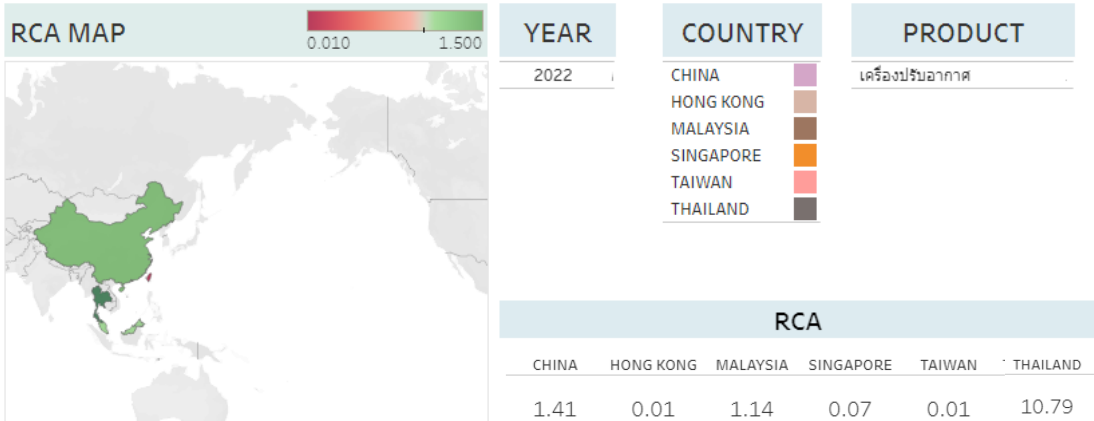 RCA MAP
0.010 1.500
YEAR
2022
COUNTRY
CHINA
HONG KONG
MALAYSIA
SINGAPORE
TAIWAN
THAILAND
PRODUCT
เครื่องปรับอากาศ
RCA
CHINA HONG KONG MALAYSIA SINGAPORE TAIWAN THAILAND
1.41 0.01 1.14 0.07 0.01 10.79